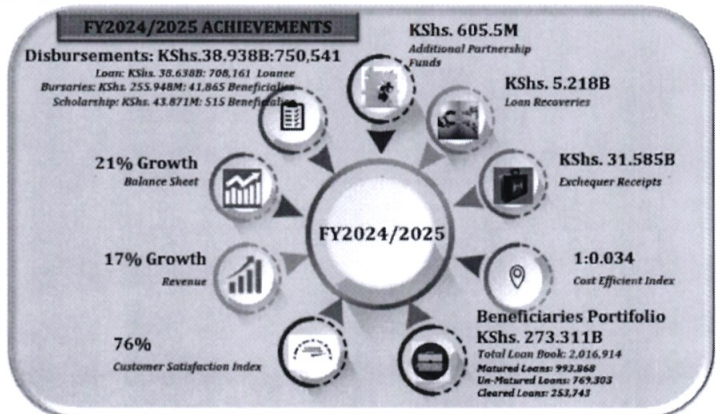 FY2024/2025 ACHIEVEMENTS
Disbursements: KShs.38.938B:750,541
Loan: KShs. 38.638B: 708,161 Loanee
Bursaries: KShs. 255.948M: 41,865 Beneficiaries
Scholarship: KShs. 43.871M: 515 Beneficiaries
KShs. 605.5M
Additional Partnership
Funds
KShs. 5.218B
Loan Recoveries
21% Growth
Balance Sheet
KShs. 31.585B
Exchequer Receipts
FY2024/2025
17% Growth
Revenue
1:0.034
Cost Efficient Index
76%
Customer Satisfaction Index
Beneficiaries Portifolio
KShs. 273.311B
Total Loan Book: 2,016,914
Matured Loans: 993,868
Un-Matured Loans: 769,303
Cleared Loans: 253,743